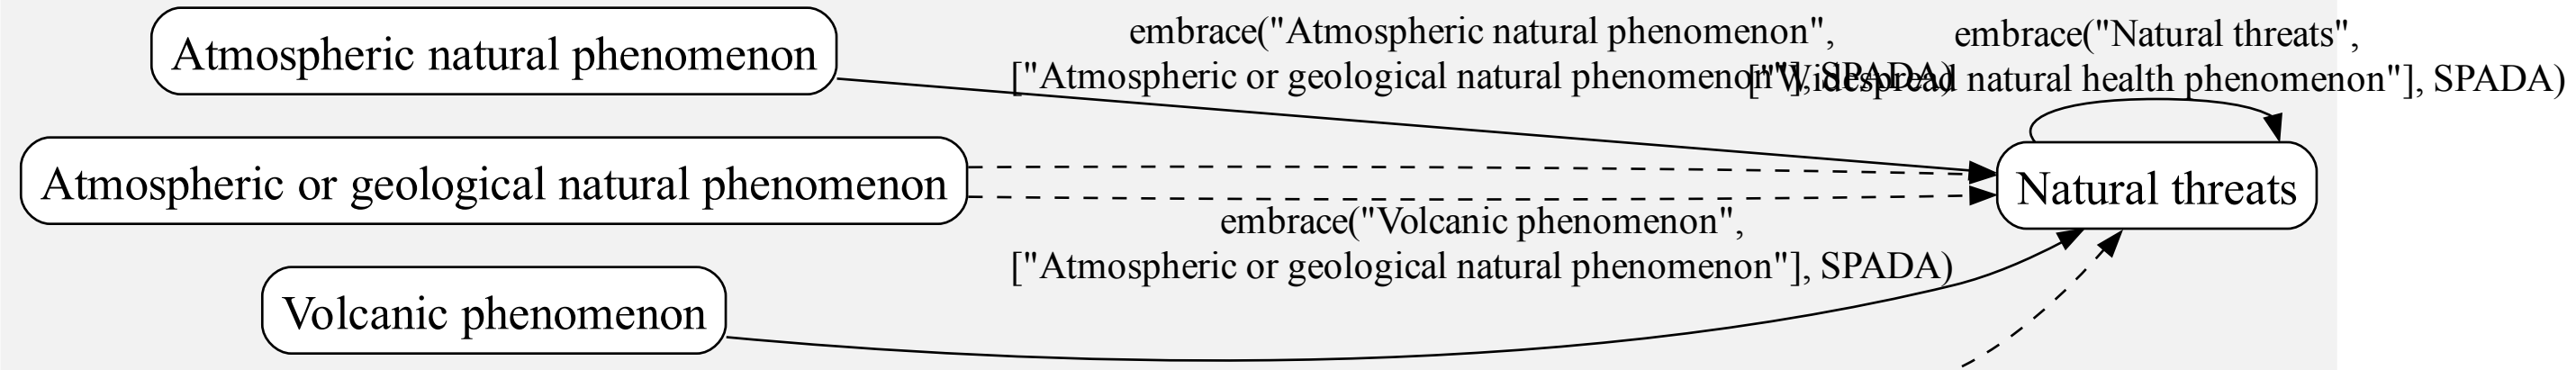 Atmospheric natural phenomenon
embrace("Atmospheric natural phenomenon",
["Atmospheric or geological natural phenomenon"], SPADA)
embrace("Natural threats",
["Widespread natural health phenomenon"], SPADA)
Atmospheric or geological natural phenomenon
Natural threats
embrace("Volcanic phenomenon",
["Atmospheric or geological natural phenomenon"], SPADA)
Volcanic phenomenon